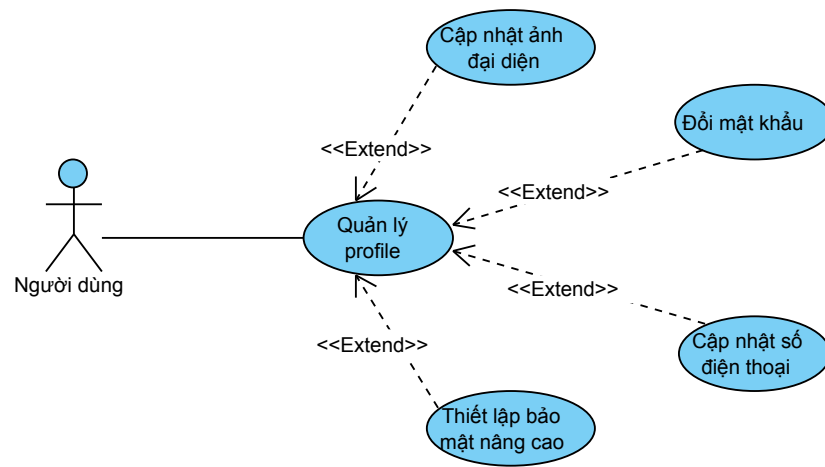 Cập nhật ảnh
đại diện
Đổi mật khẩu
<<Extend>>
<<Extend>>
Quản lý
profile
Người dùng
<<Extend>>
<<Extend>>
Cập nhật số
điện thoại
Thiết lập bảo
mật nâng cao